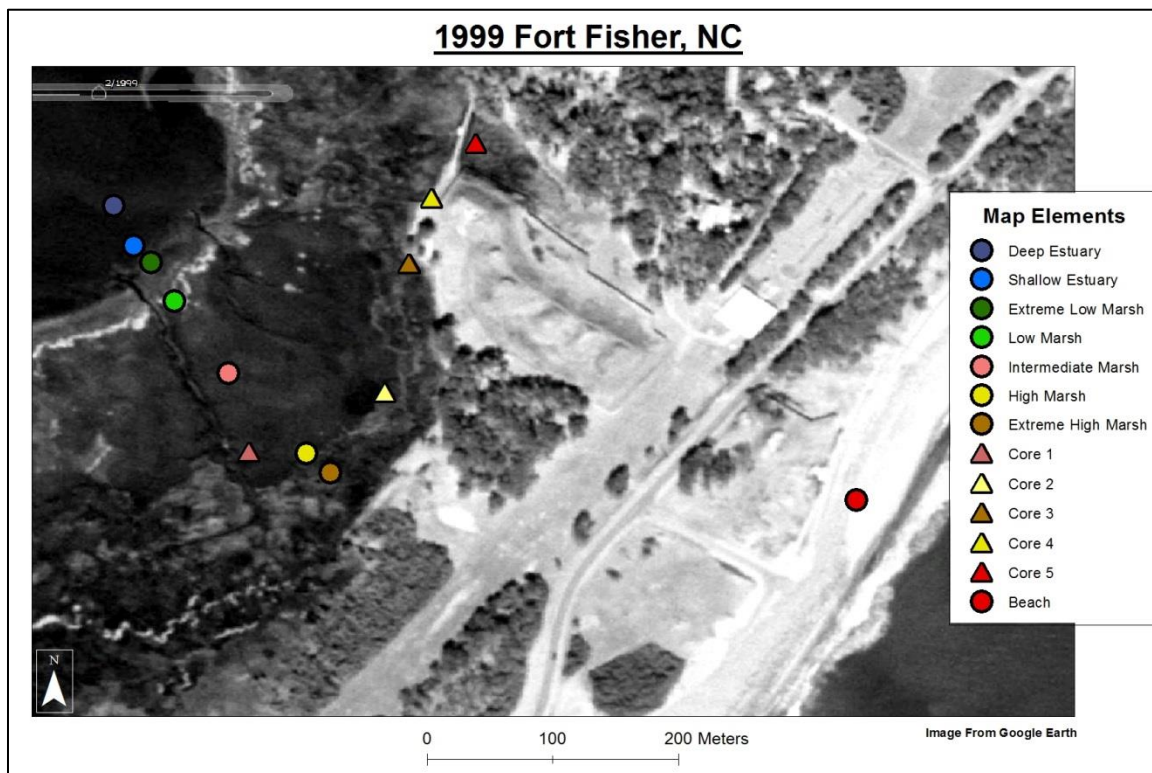 1999 Fort Fisher, NC
2/1999
Map Elements
Deep Estuary
Shallow Estuary
Extreme Low Marsh
Low Marsh
Intermediate Marsh
High Marsh
Extreme High Marsh
Core 1
Core 2
Core 3
Core 4
Core 5
Beach
N
Image From Google Earth
0 100 200 Meters